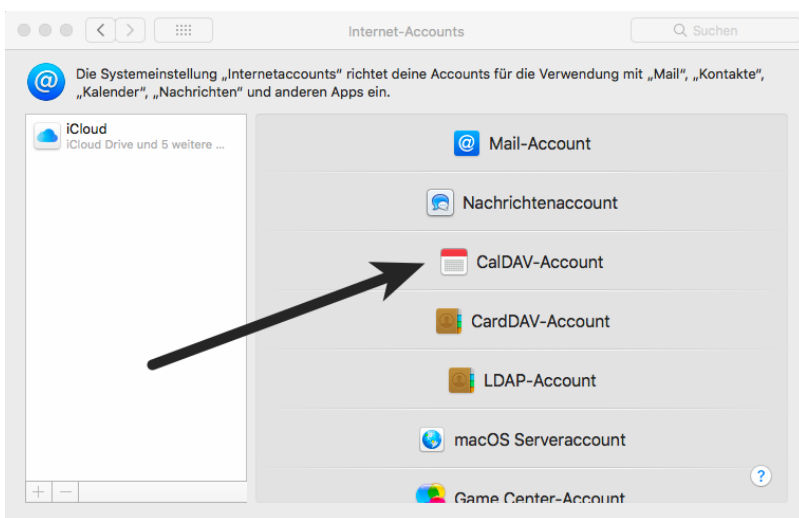 Internet-Accounts
Suchen
Die Systemeinstellung „Internetaccounts“ richtet deine Accounts für die Verwendung mit „Mail“, „Kontakte“,
„Kalender“, „Nachrichten“ und anderen Apps ein.
iCloud
iCloud Drive und 5 weitere ...
Mail-Account
Nachrichtenaccount
CalDAV-Account
CardDAV-Account
LDAP-Account
macOS Serveraccount
Game Center-Account